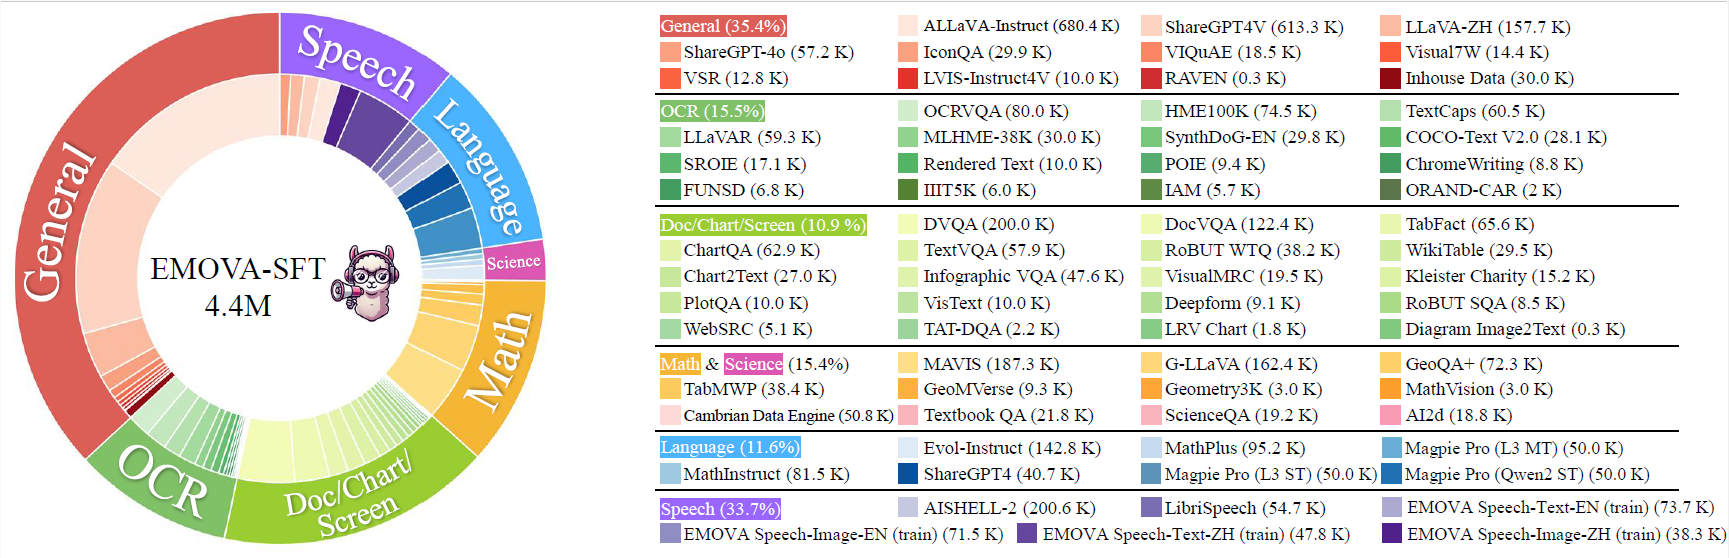 General
Speech
Language
Science
Math
Doc/Chart/
Screen
OCR
EMOVA-SFT
4.4M
General (35.4%) ALLaVA-Instruct (680.4 K) ShareGPT4V (613.3 K) LLaVA-ZH (157.7 K)
ShareGPT-4o (57.2 K) IconQA (29.9 K) VIQuAE (18.5 K) Visual7W (14.4 K)
VSR (12.8 K) LVIS-Instruct4V (10.0 K) RAVEN (0.3 K) Inhouse Data (30.0 K)
OCR (15.5%) OCRVQA (80.0 K) HME100K (74.5 K) TextCaps (60.5 K)
LLaVAR (59.3 K) MLHME-38K (30.0 K) SynthDoG-EN (29.8 K) COCO-Text V2.0 (28.1 K)
SROIE (17.1 K) Rendered Text (10.0 K) POIE (9.4 K) ChromeWriting (8.8 K)
FUNSD (6.8 K) IIIT5K (6.0 K) IAM (5.7 K) ORAND-CAR (2 K)
Doc/Chart/Screen (10.9 %) DVQA (200.0 K) DocVQA (122.4 K) TabFact (65.6 K)
ChartQA (62.9 K) TextVQA (57.9 K) RoBUT WTQ (38.2 K) WikiTable (29.5 K)
Chart2Text (27.0 K) Infographic VQA (47.6 K) VisualMRC (19.5 K) Kleister Charity (15.2 K)
PlotQA (10.0 K) VisText (10.0 K) Deepform (9.1 K) RoBUT SQA (8.5 K)
WebSRC (5.1 K) TAT-DQA (2.2 K) LRV Chart (1.8 K) Diagram Image2Text (0.3 K)
Math & Science (15.4%) MAVIS (187.3 K) G-LLaVA (162.4 K) GeoQA+ (72.3 K)
TabMWP (38.4 K) GeoMVerse (9.3 K) Geometry3K (3.0 K) MathVision (3.0 K)
Cambrian Data Engine (50.8 K) Textbook QA (21.8 K) ScienceQA (19.2 K) AI2d (18.8 K)
Language (11.6%) Evol-Instruct (142.8 K) MathPlus (95.2 K) Magpie Pro (L3 MT) (50.0 K)
MathInstruct (81.5 K) ShareGPT4 (40.7 K) Magpie Pro (L3 ST) (50.0 K) Magpie Pro (Qwen2 ST) (50.0 K)
Speech (33.7%) AISHELL-2 (200.6 K) LibriSpeech (54.7 K) EMOVA Speech-Text-EN (train) (73.7 K)
EMOVA Speech-Image-EN (train) (71.5 K) EMOVA Speech-Text-ZH (train) (47.8 K) EMOVA Speech-Image-ZH (train) (38.3 K)